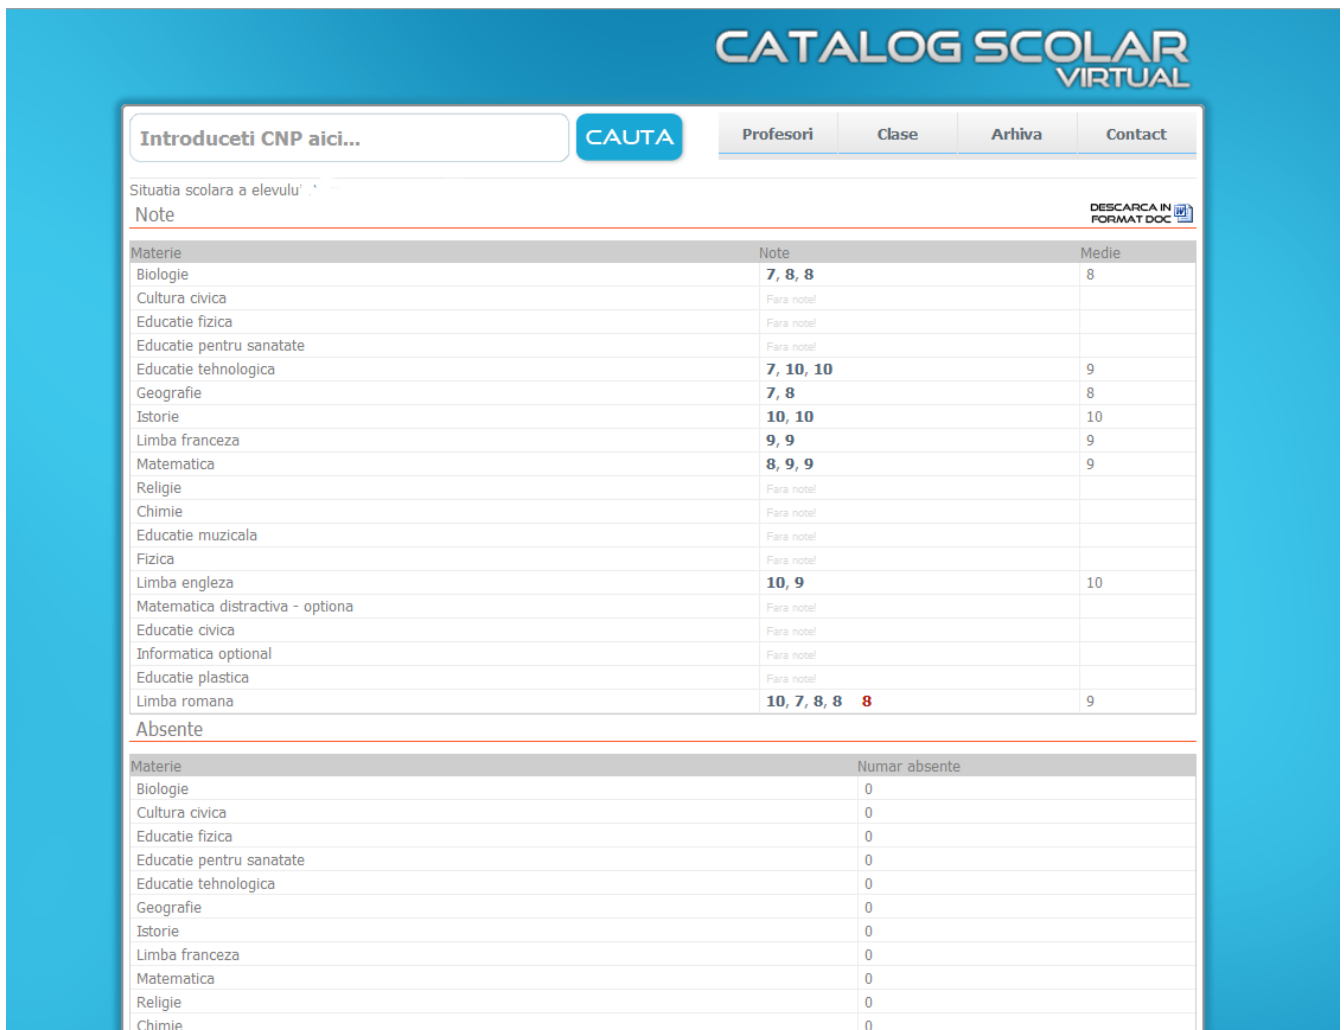 CATALOG SCOLAR
VIRTUAL
Introduceti CNP aici... CAUTA Profesori Clase Arhiva Contact
Situatia scolara a elevului
Note DESCARCA IN
FORMAT DOC
Materie Note Medie
Biologie 7, 8, 8 8
Cultura civica Fara note!
Educatie fizica Fara note!
Educatie pentru sanatate Fara note!
Educatie tehnologica 7, 10, 10 9
Geografie 7, 8 8
Istorie 10, 10 10
Limba franceza 9, 9 9
Matematica 8, 9, 9 9
Religie Fara note!
Chimie Fara note!
Educatie muzicala Fara note!
Fizica Fara note!
Limba engleza 10, 9 10
Matematica distractiva - optiona Fara note!
Educatie civica Fara note!
Informatica optional Fara note!
Educatie plastica Fara note!
Limba romana 10, 7, 8, 8 8 9
Absente
Materie Numar absente
Biologie 0
Cultura civica 0
Educatie fizica 0
Educatie pentru sanatate 0
Educatie tehnologica 0
Geografie 0
Istorie 0
Limba franceza 0
Matematica 0
Religie 0
Chimie 0